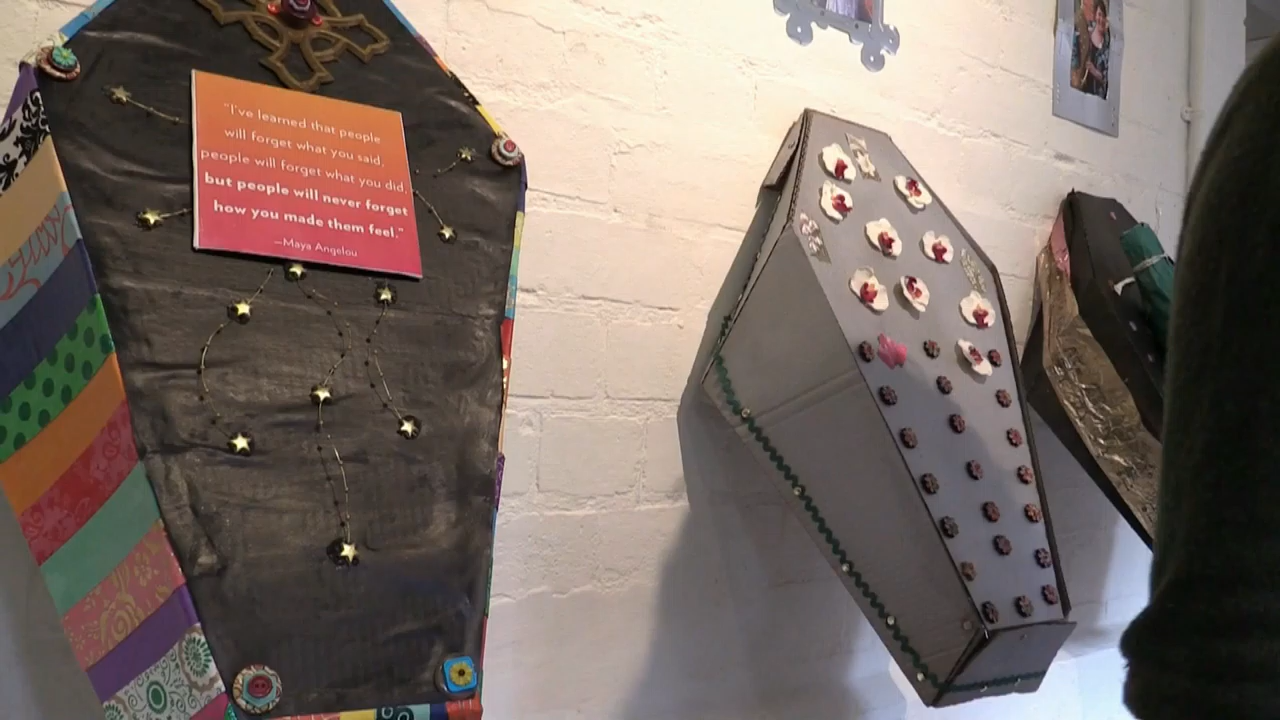 "I've learned that people
will forget what you said,
people will forget what you did,
but people will never forget
how you made them feel."
—Maya Angelou